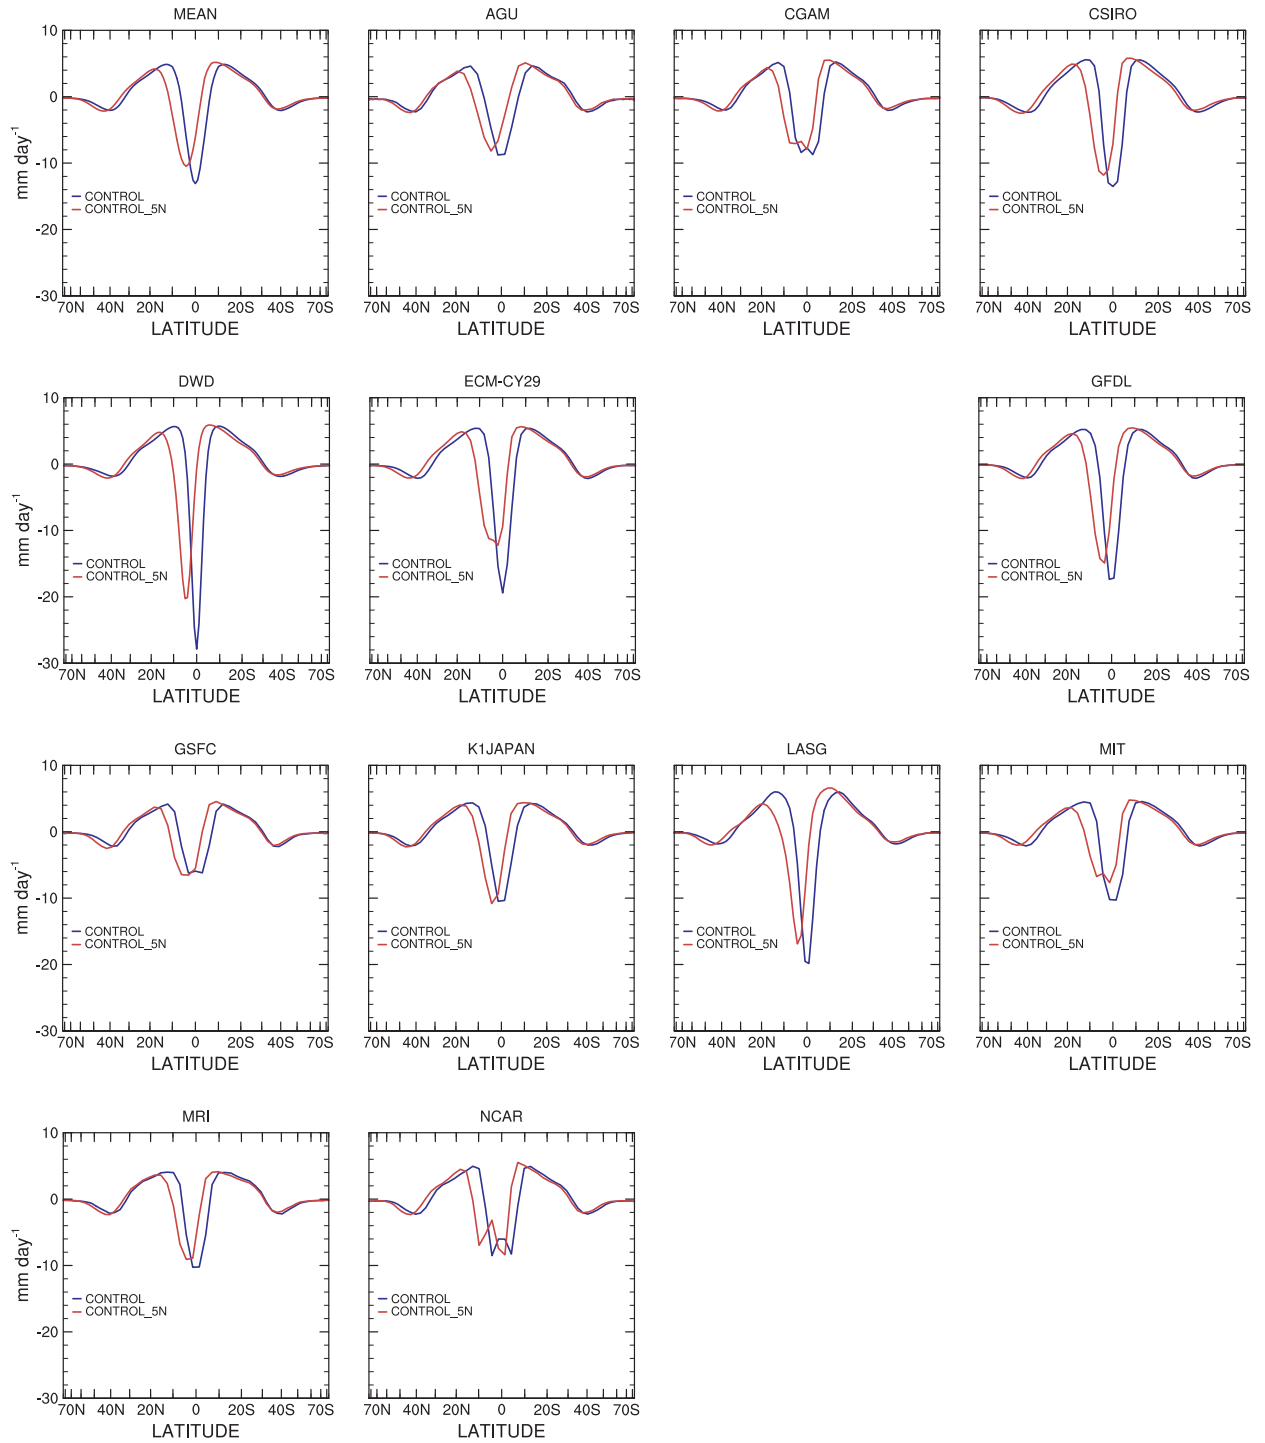 MEAN AGU CGAM CSIRO
10
0
-10
-20
-30
mm day-1
CONTROL CONTROL CONTROL CONTROL
CONTROL_5N CONTROL_5N CONTROL_5N CONTROL_5N
70N 40N 20N 0 20S 40S 70S 70N 40N 20N 0 20S 40S 70S 70N 40N 20N 0 20S 40S 70S 70N 40N 20N 0 20S 40S 70S
LATITUDE LATITUDE LATITUDE LATITUDE
DWD ECM-CY29 GFDL
10
0
-10
-20
-30
mm day-1
CONTROL CONTROL CONTROL
CONTROL_5N CONTROL_5N CONTROL_5N
70N 40N 20N 0 20S 40S 70S 70N 40N 20N 0 20S 40S 70S 70N 40N 20N 0 20S 40S 70S
LATITUDE LATITUDE LATITUDE
GSFC K1JAPAN LASG MIT
10
0
-10
-20
-30
mm day-1
CONTROL CONTROL CONTROL CONTROL
CONTROL_5N CONTROL_5N CONTROL_5N CONTROL_5N
70N 40N 20N 0 20S 40S 70S 70N 40N 20N 0 20S 40S 70S 70N 40N 20N 0 20S 40S 70S 70N 40N 20N 0 20S 40S 70S
LATITUDE LATITUDE LATITUDE LATITUDE
MRI NCAR
10
0
-10
-20
-30
mm day-1
CONTROL CONTROL
CONTROL_5N CONTROL_5N
70N 40N 20N 0 20S 40S 70S 70N 40N 20N 0 20S 40S 70S
LATITUDE LATITUDE